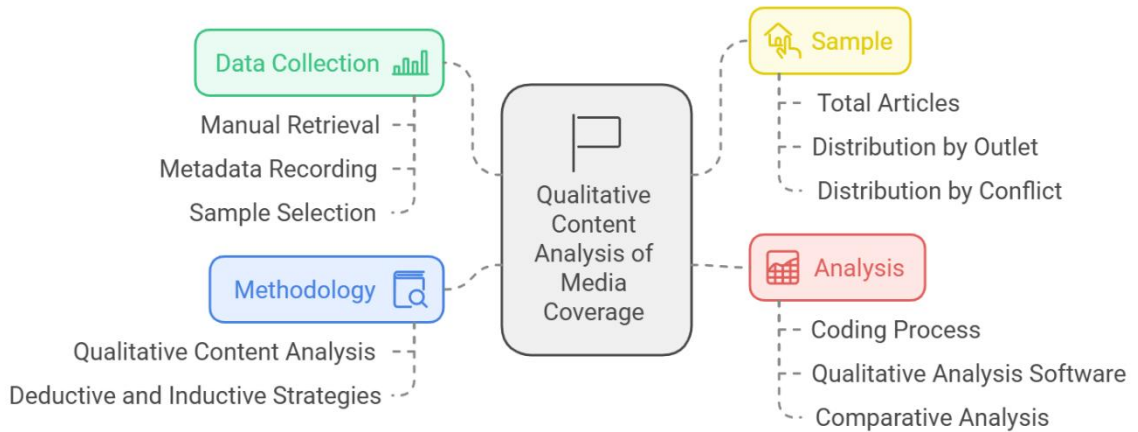 Data Collection
Manual Retrieval
Metadata Recording
Sample Selection
Methodology
Qualitative Content Analysis
Deductive and Inductive Strategies
Qualitative
Content
Analysis of
Media
Coverage
Sample
Total Articles
Distribution by Outlet
Distribution by Conflict
Analysis
Coding Process
Qualitative Analysis Software
Comparative Analysis